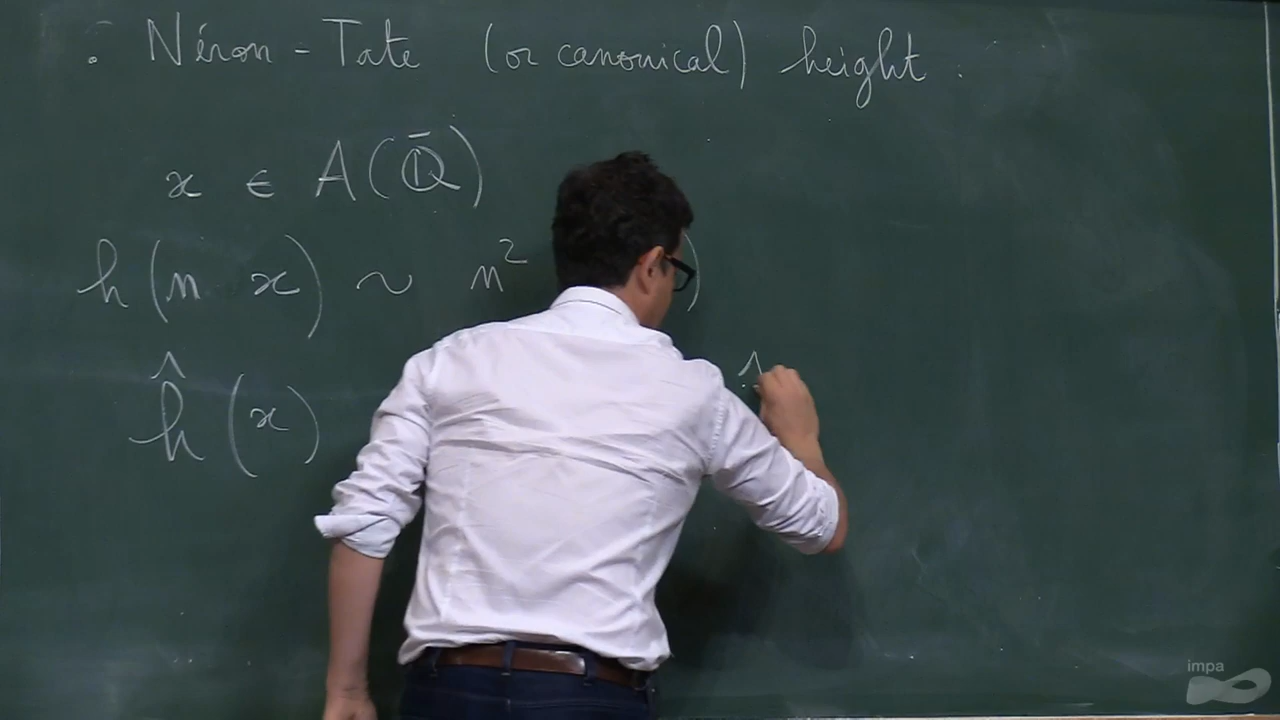 : Néron-Tate (or canonical) height.
x ∈ A(Q̄)
h(n x) ~ n² )
ĥ(x)
impa